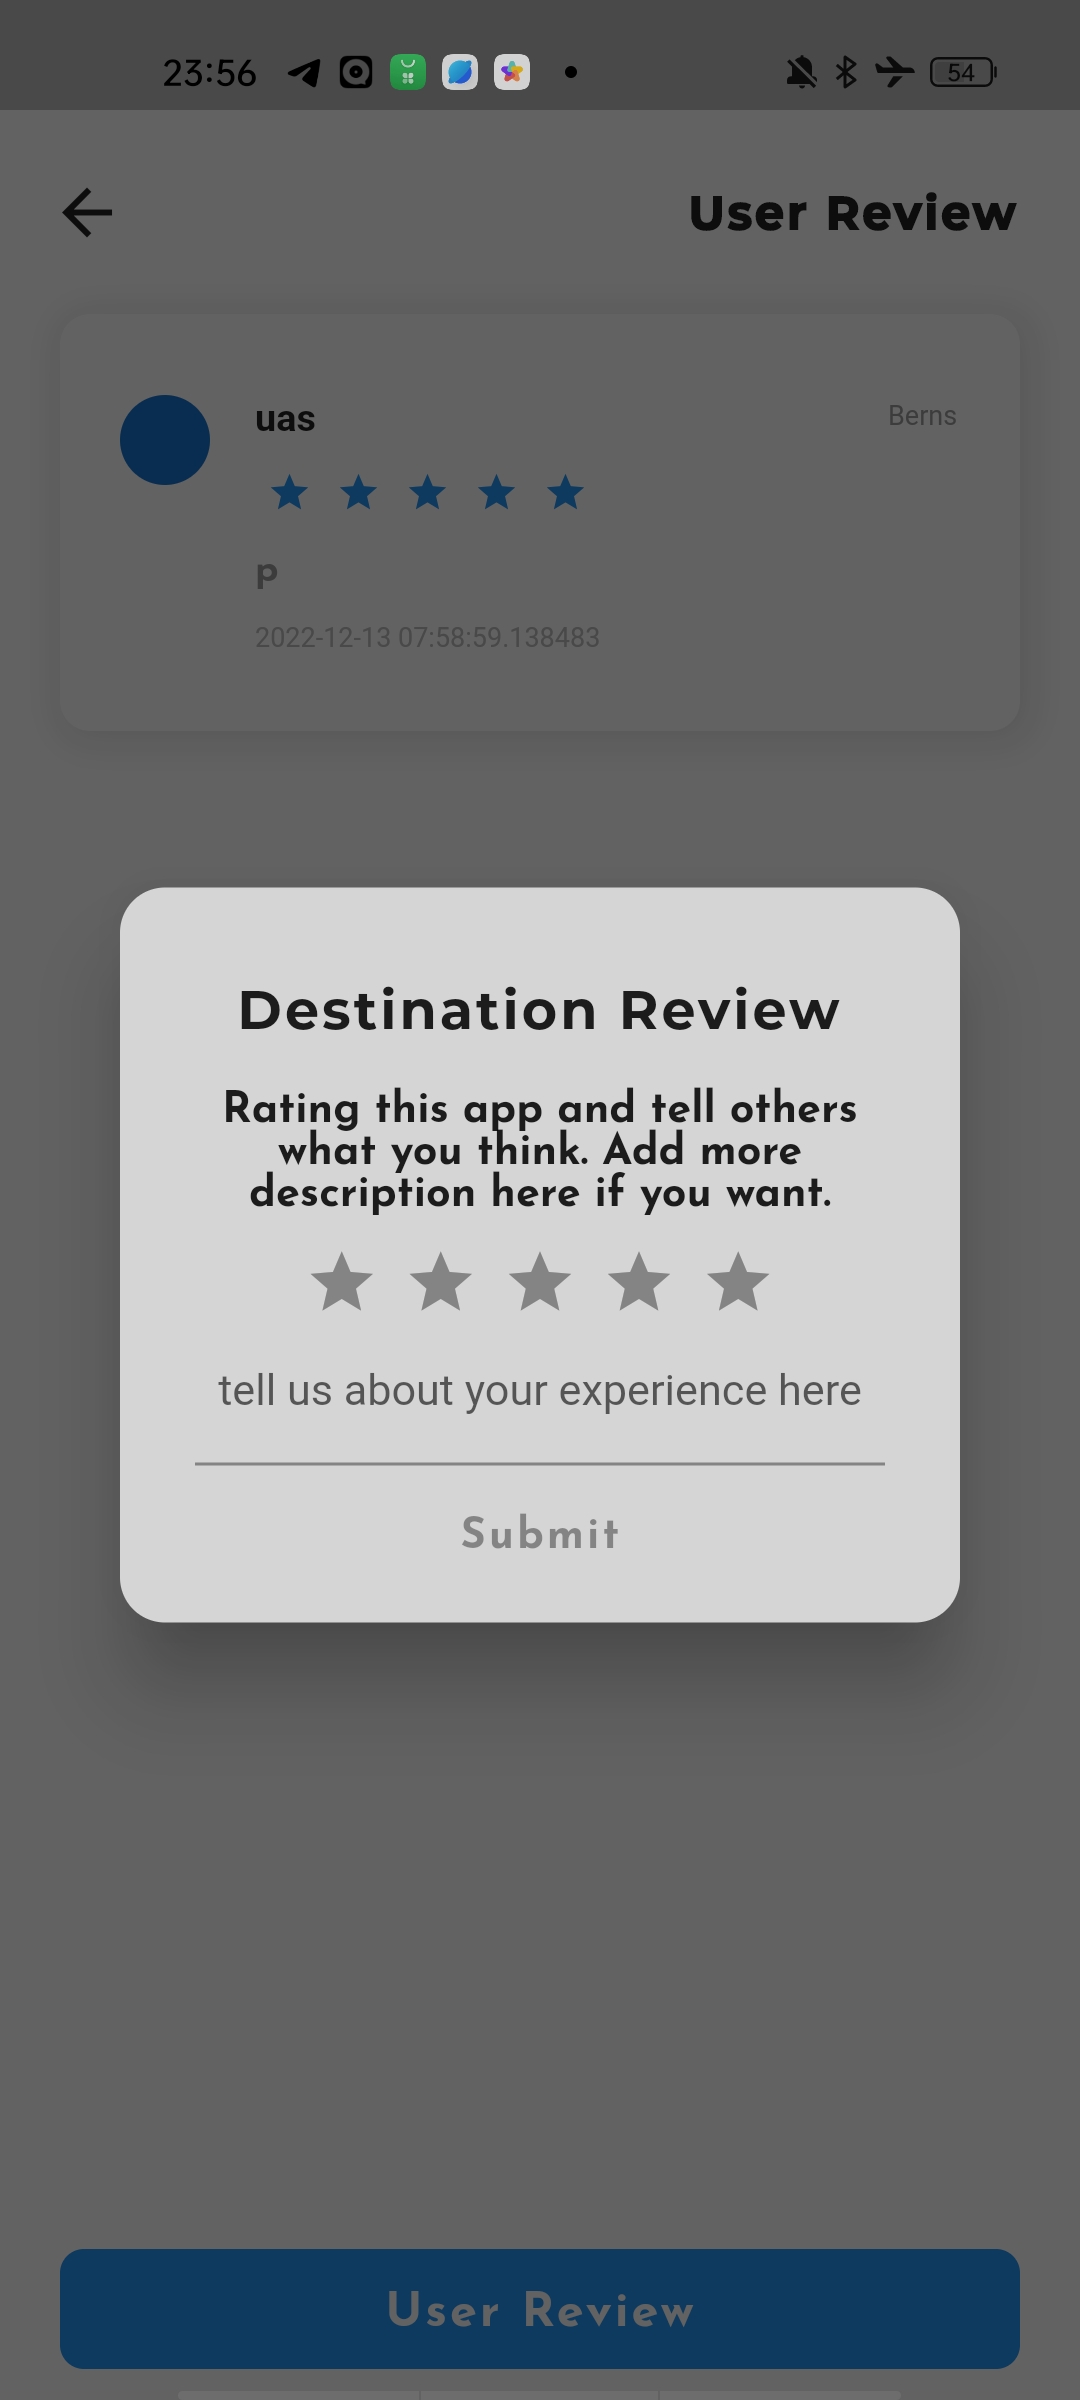 23:56
54
User Review
uas
Berns
p
2022-12-13 07:58:59.138483
Destination Review
Rating this app and tell others
what you think. Add more
description here if you want.
tell us about your experience here
Submit
User Review